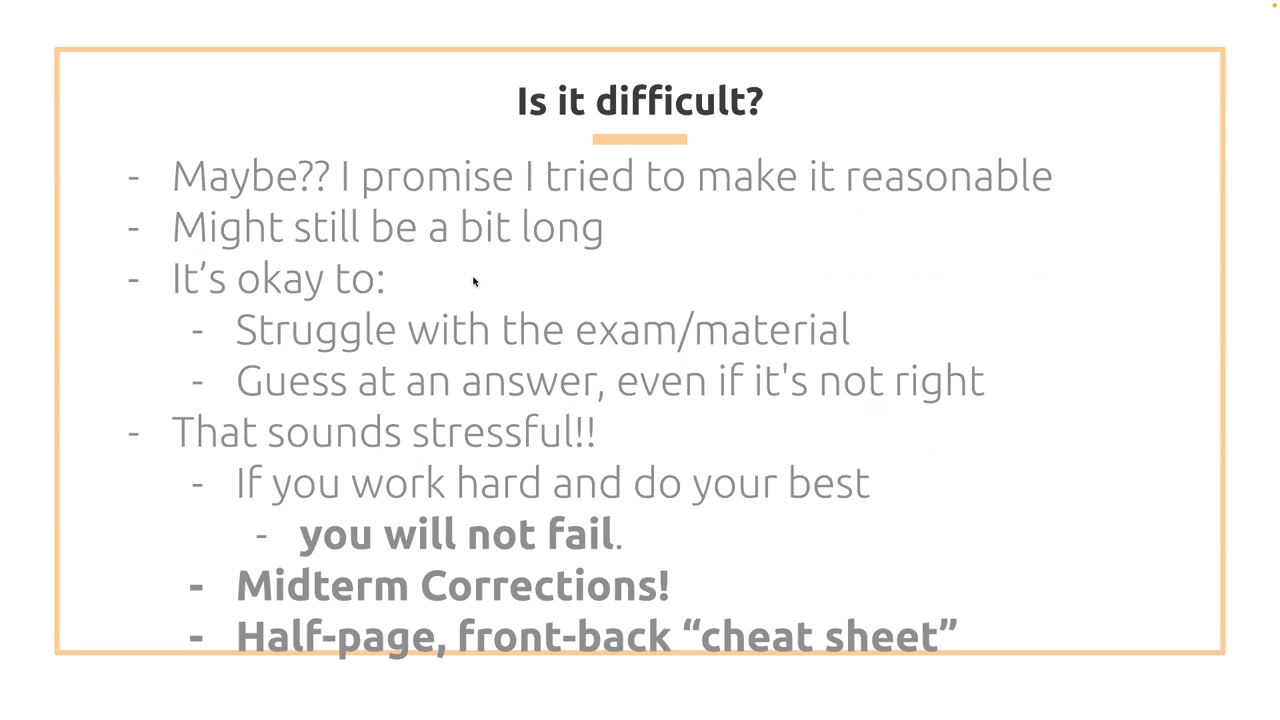 Is it difficult?
- Maybe?? I promise I tried to make it reasonable
- Might still be a bit long
- It’s okay to:
- Struggle with the exam/material
- Guess at an answer, even if it's not right
- That sounds stressful!!
- If you work hard and do your best
- you will not fail.
- Midterm Corrections!
- Half-page, front-back “cheat sheet”